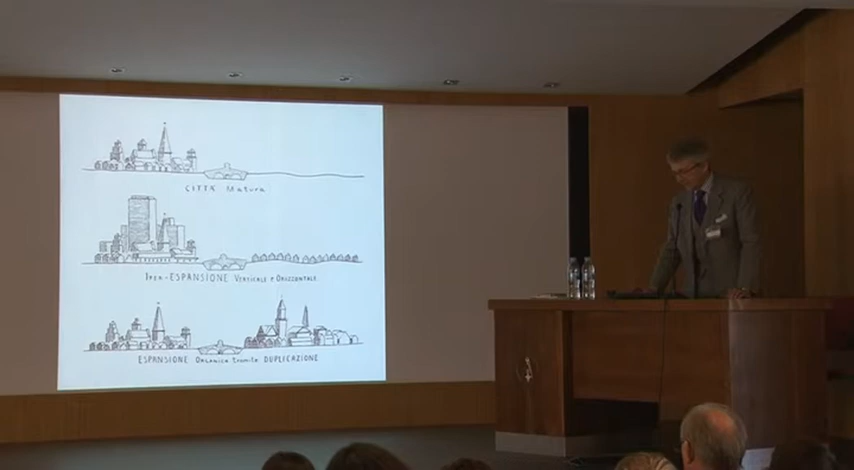 CITTÀ Matura
IPER-ESPANSIONE VERTICALE E ORIZZONTALE
ESPANSIONE Organica tramite DUPLICAZIONE